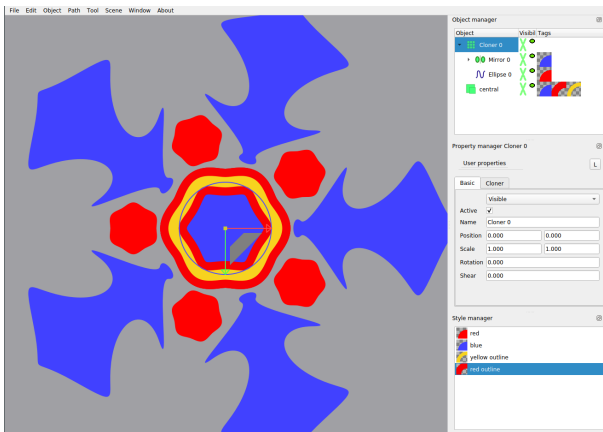 File Edit Object Path Tool Scene Window About
Object manager
Object Visibil Tags
Cloner 0
Mirror 0
Ellipse 0
central
Property manager Cloner 0
User properties L
Basic Cloner
Visible
Active
Name Cloner 0
Position 0.000 0.000
Scale 1.000 1.000
Rotation 0.000
Shear 0.000
Style manager
red
blue
yellow outline
red outline